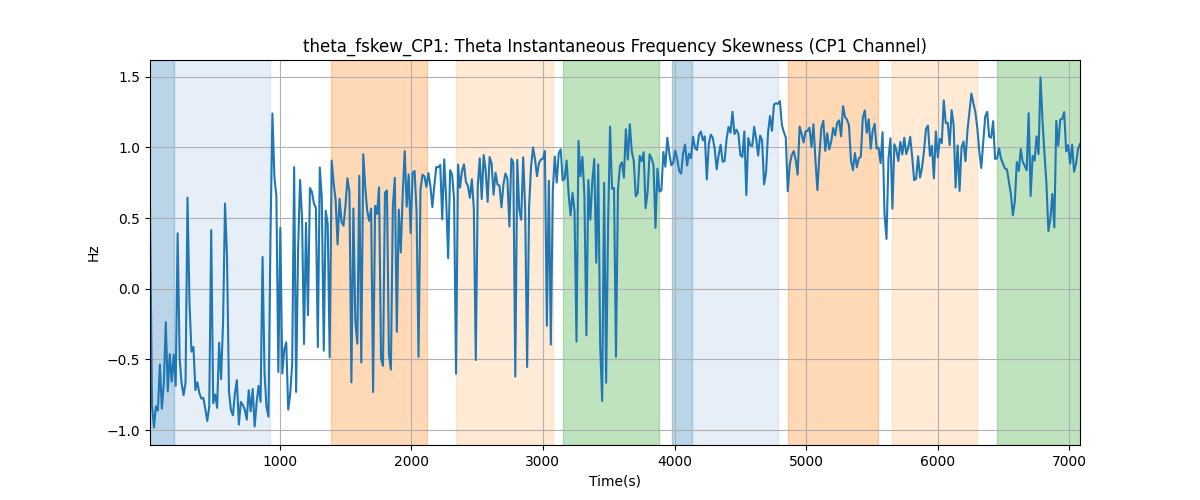 theta_fskew_CP1: Theta Instantaneous Frequency Skewness (CP1 Channel)
1.5
1.0
0.5
0.0
−0.5
−1.0
Hz
1000 2000 3000 4000 5000 6000 7000
Time(s)